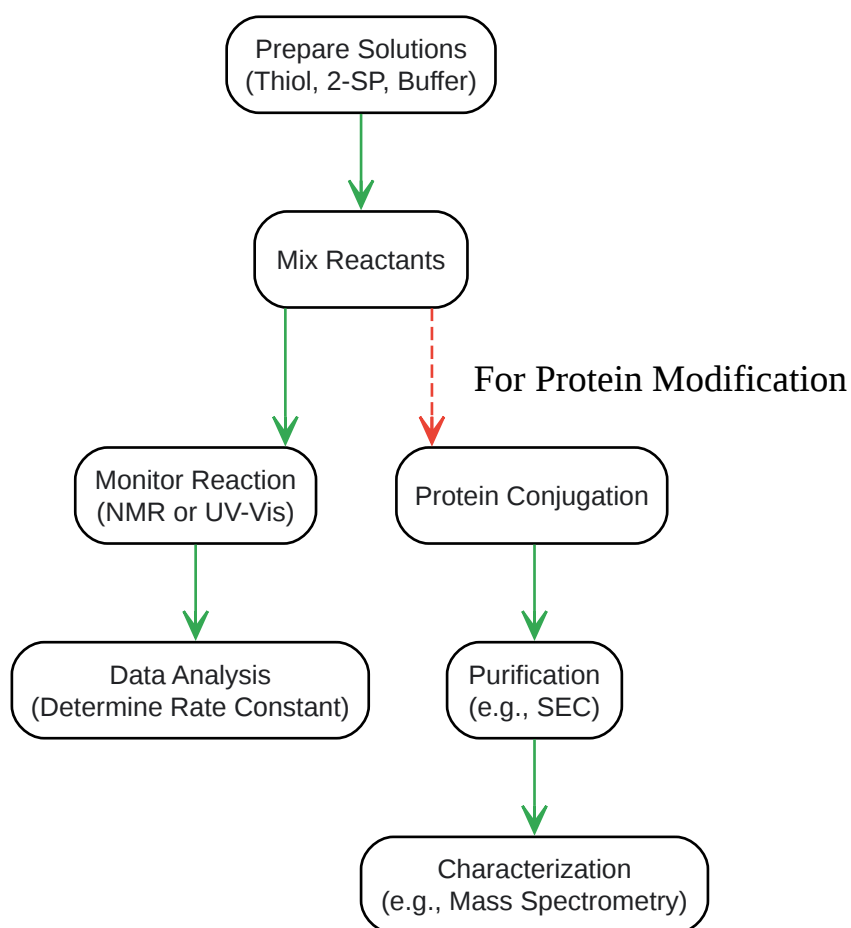 Prepare Solutions
(Thiol, 2-SP, Buffer)
Mix Reactants
For Protein Modification
Monitor Reaction
(NMR or UV-Vis)
Protein Conjugation
Data Analysis
(Determine Rate Constant)
Purification
(e.g., SEC)
Characterization
(e.g., Mass Spectrometry)